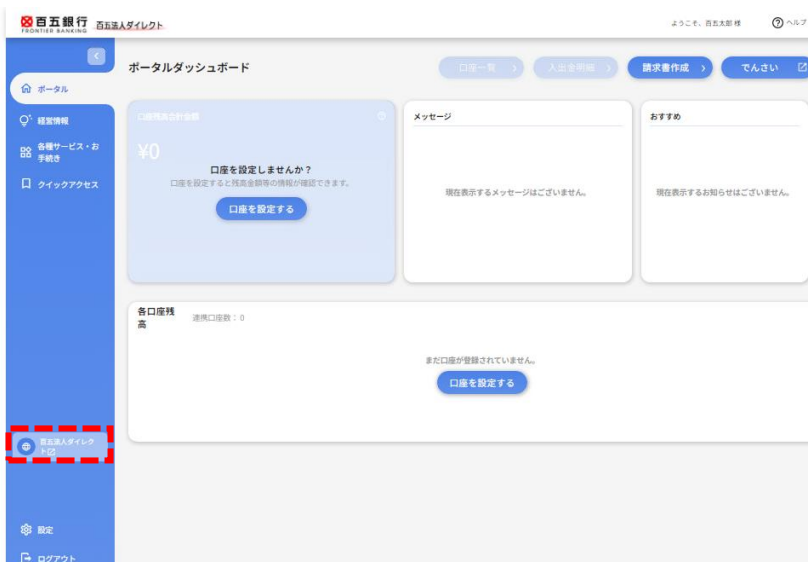 百五銀行
FRONTIER BANKING
百五法人ダイレクト
ようこそ、百五太郎 様
ヘルプ
ポータルダッシュボード
口座一覧
入出金明細
請求書作成
でんさい
ポータル
経営情報
各種サービス・お
手続き
クイックアクセス
口座残高合計金額
¥0
口座を設定しませんか？
口座を設定すると残高金額等の情報が確認できます。
口座を設定する
メッセージ
現在表示するメッセージはございません。
おすすめ
現在表示するお知らせはございません。
各口座残
高
連携口座数：0
まだ口座が登録されていません。
口座を設定する
百五法人ダイレク
ト
設定
ログアウト